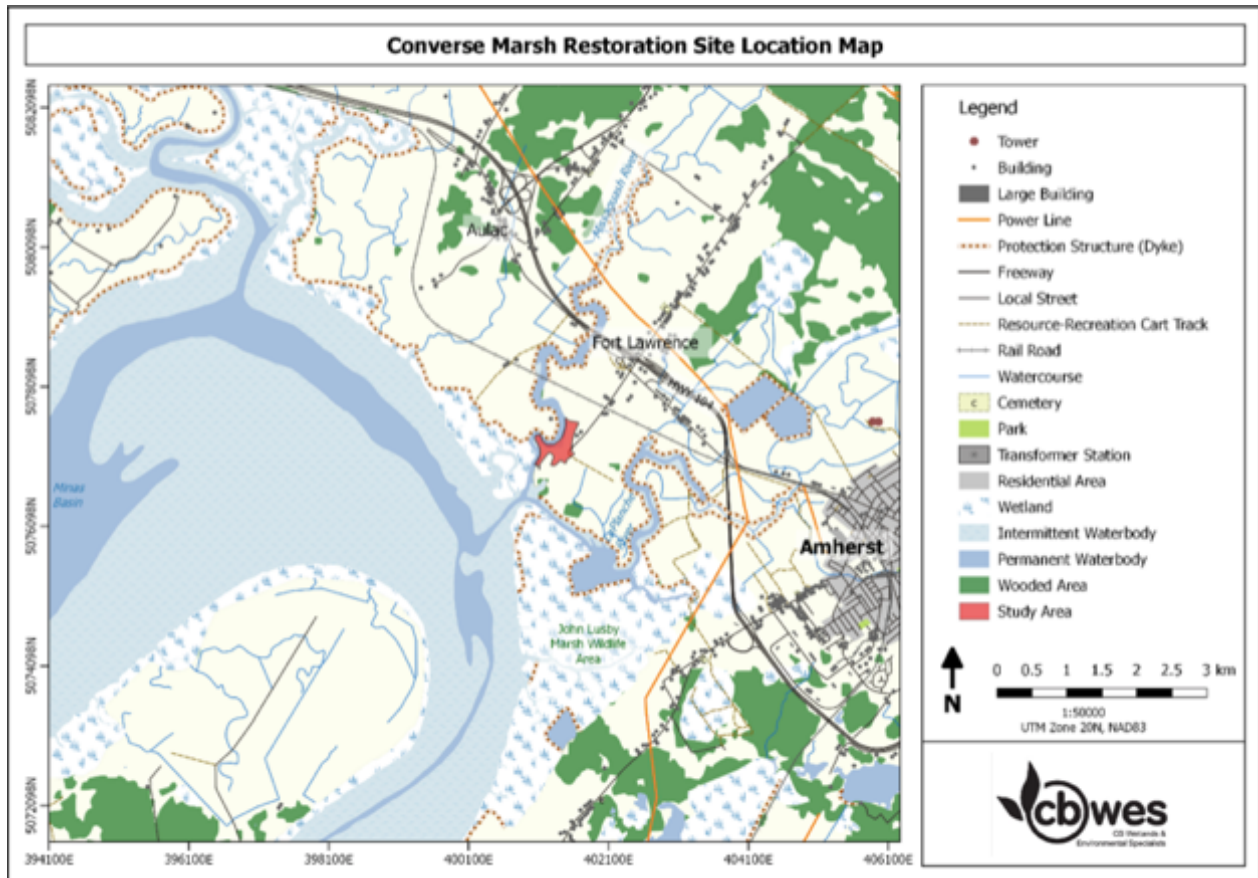 Converse Marsh Restoration Site Location Map
5082098N
5080098N
5078098N
5076098N
5074098N
5072098N
394100E
396100E
398100E
400100E
402100E
404100E
406100E
Aulac
Fort Lawrence
HWY 104
Minas
Basin
Amherst
John Lusby
Marsh Wildlife
Area
Legend
Tower
Building
Large Building
Power Line
Protection Structure (Dyke)
Freeway
Local Street
Resource-Recreation Cart Track
Rail Road
Watercourse
c Cemetery
Park
Transformer Station
Residential Area
Wetland
Intermittent Waterbody
Permanent Waterbody
Wooded Area
Study Area
N
0 0.5 1 1.5 2 3 km
1:50000
UTM Zone 20N, NAD83
cbwes
CB Wetlands &
Environmental Specialists